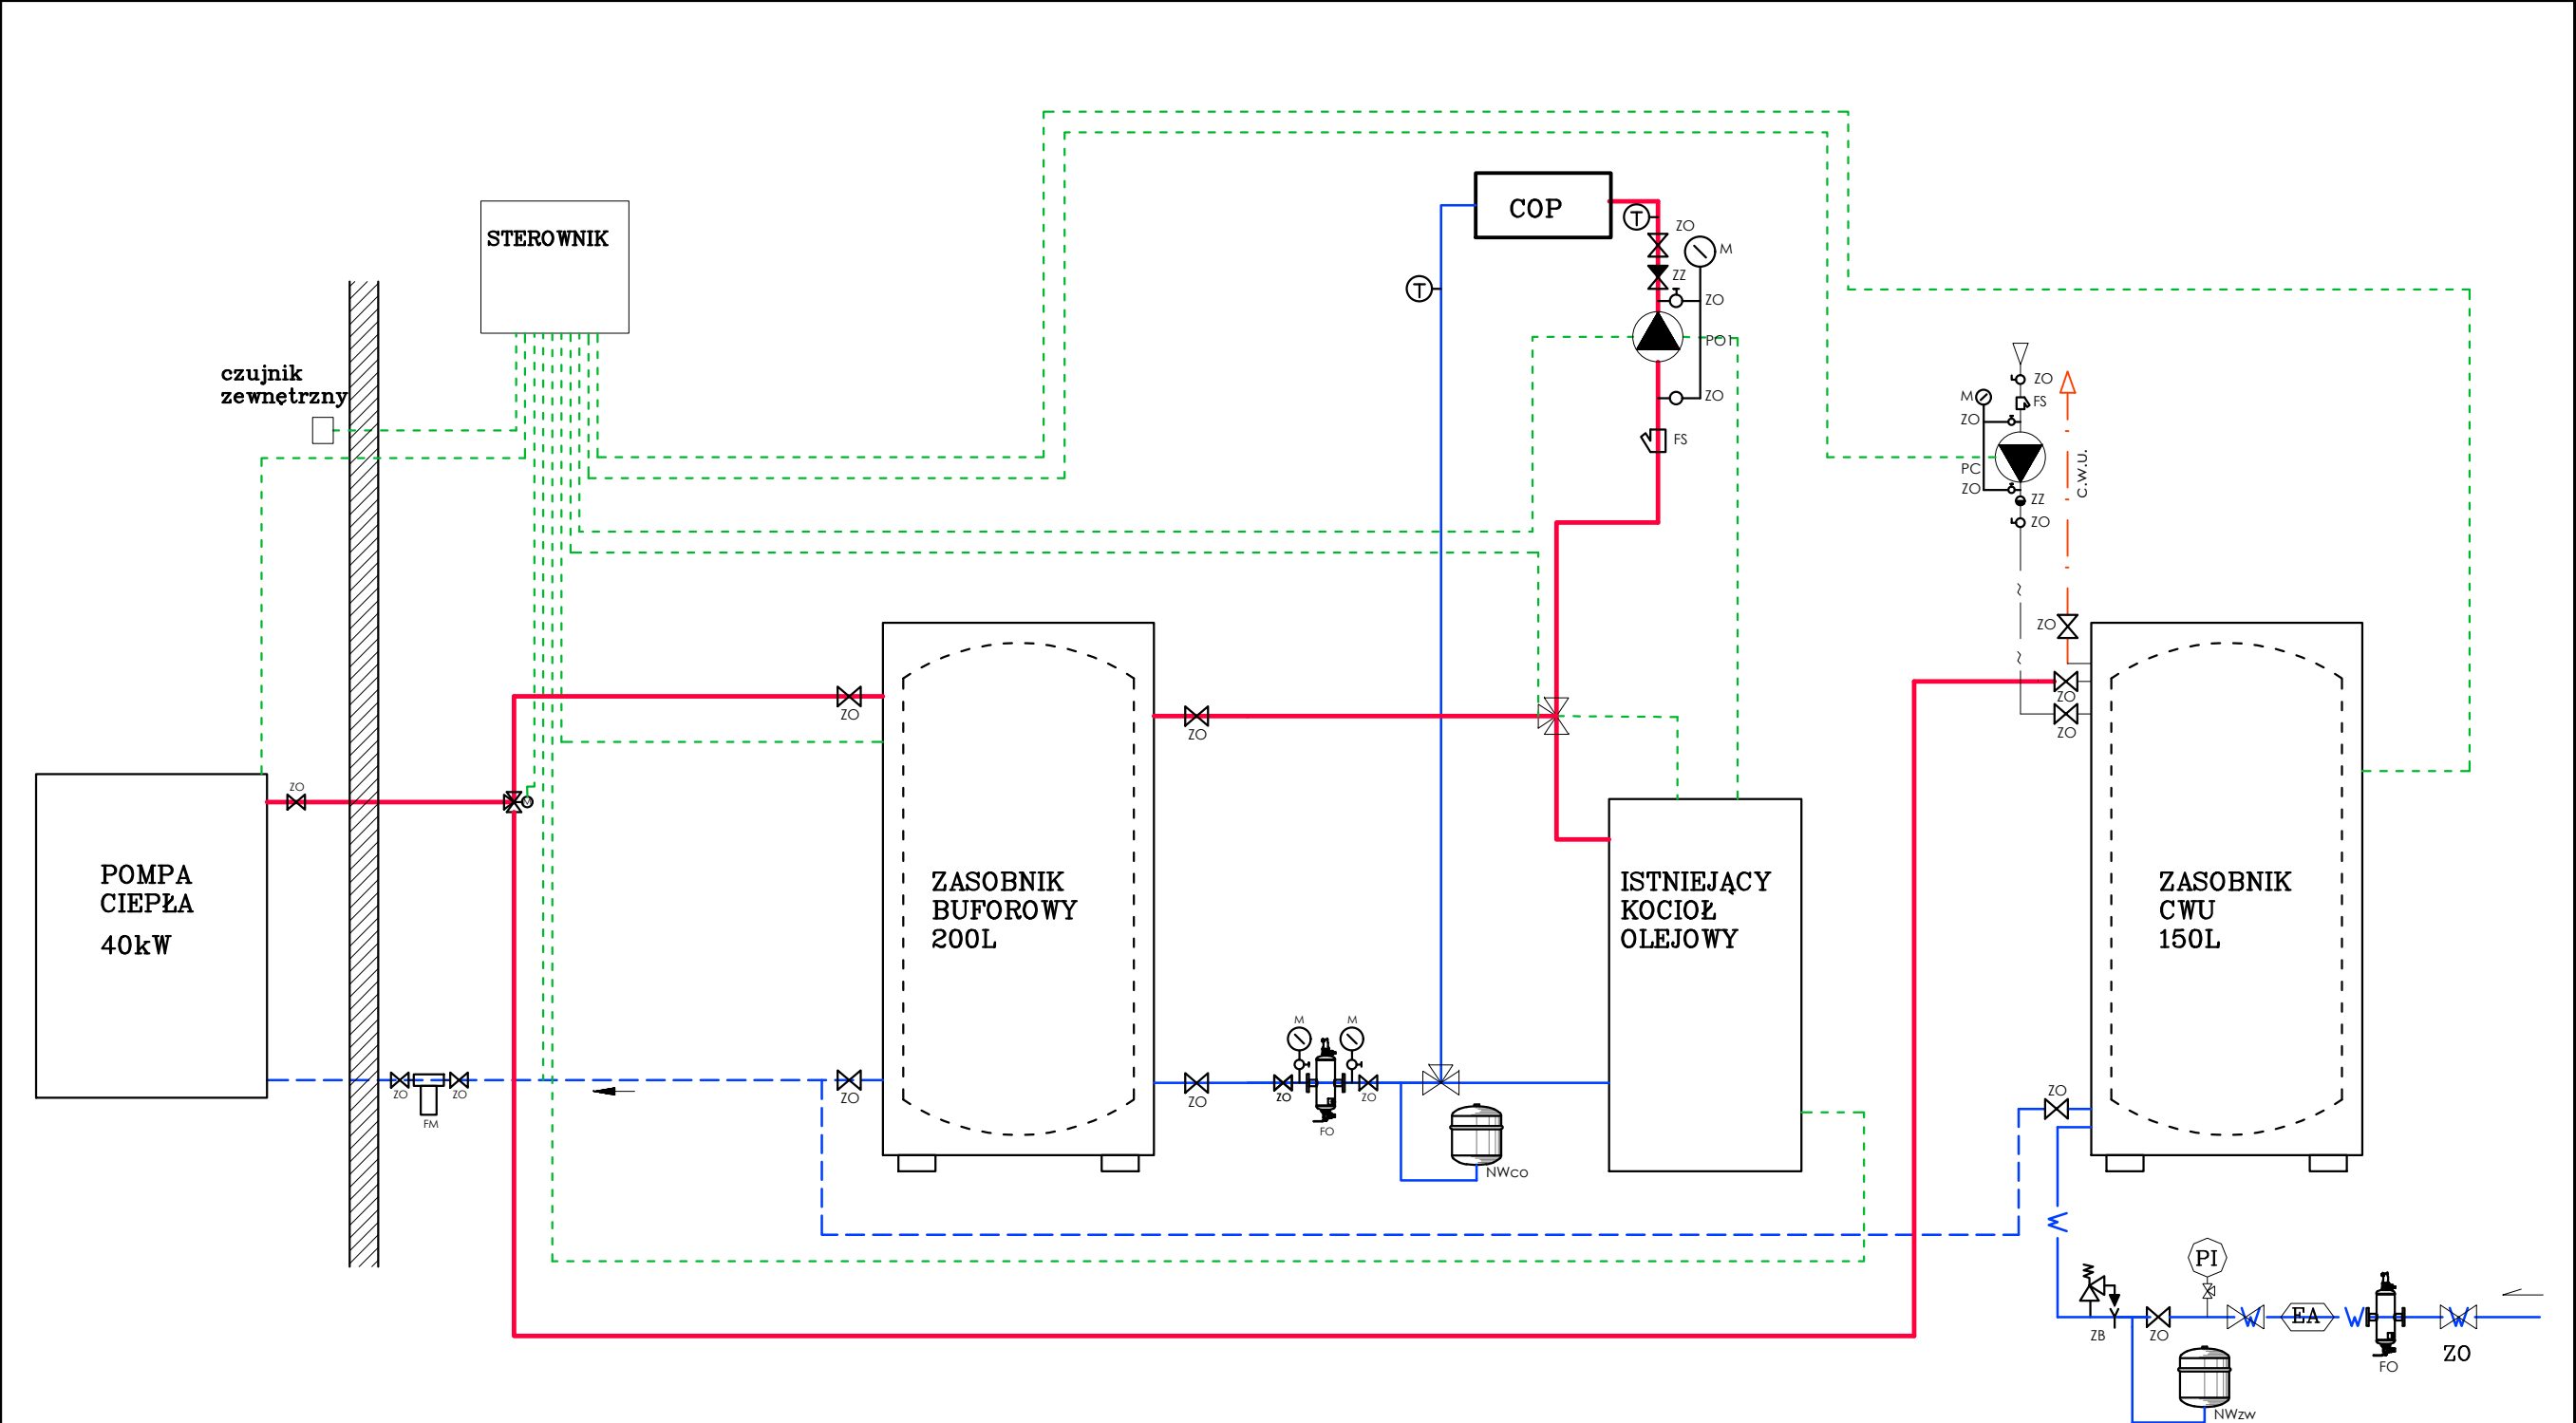 STEROWNIK
COP
T
ZO
M
ZZ
T
ZO
PO1
ZO
FS
czujnik
zewnętrzny
ZO
M
FS
ZO
PC
ZO
ZZ
ZO
C.W.U.
ZO
ZO
ZO
ZO
ZO
ZO
M
POMPA
CIEPŁA
40kW
ZASOBNIK
BUFOROWY
200L
ISTNIEJĄCY
KOCIOŁ
OLEJOWY
ZASOBNIK
CWU
150L
M
M
ZO
ZO
FM
ZO
ZO
ZO
FO
ZO
NWco
ZO
W
PI
ZB
ZO
W
EA
W
FO
W
ZO
NWzw